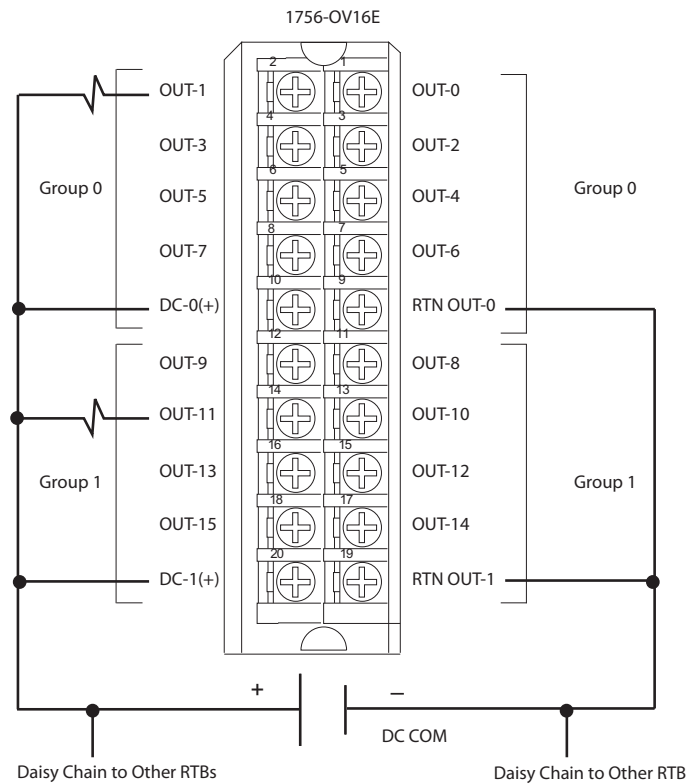 1756-OV16E
2 1
OUT-1 OUT-0
4 3
OUT-3 OUT-2
6 5
Group 0 OUT-5 OUT-4 Group 0
8 7
OUT-7 OUT-6
10 9
DC-0(+) RTN OUT-0
12 11
OUT-9 OUT-8
14 13
OUT-11 OUT-10
16 15
Group 1 OUT-13 OUT-12 Group 1
18 17
OUT-15 OUT-14
20 19
DC-1(+) RTN OUT-1
+ –
DC COM
Daisy Chain to Other RTBs Daisy Chain to Other RTB